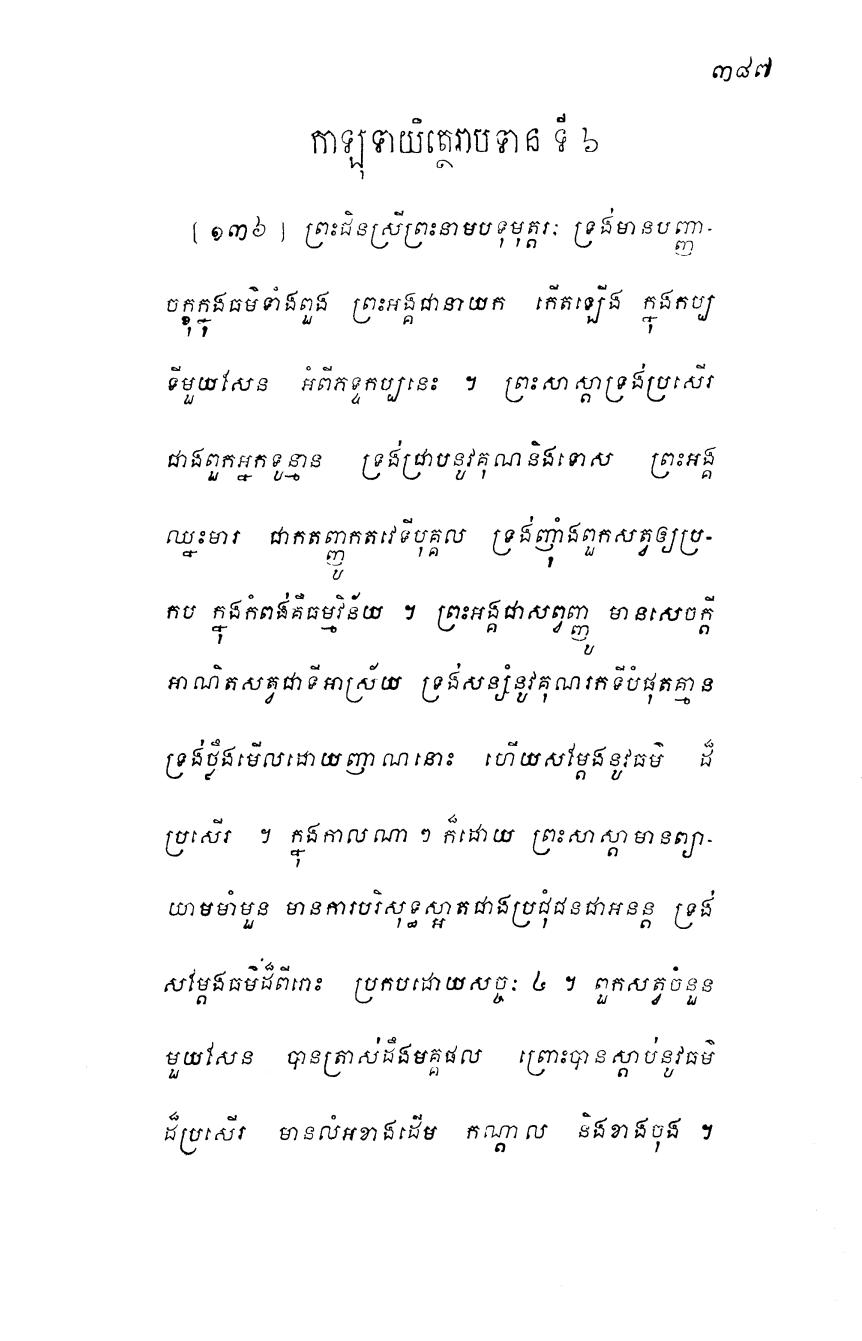 ៣៨៧
កាឡុទាយិត្ថេរាបទាន ទី ៦
[ ១៣៦ ] ព្រះជិនស្រីព្រះនាមបទុមុត្តរៈ ទ្រង់មានបញ្ញា-
ចក្ខុក្នុងធម៌ទាំងពួង ព្រះអង្គជានាយក កើតឡើង ក្នុងកប្ប
ទីមួយសែន អំពីភទ្ទកប្បនេះ ។ ព្រះសាស្តាទ្រង់ប្រសើរ
ជាងពួកអ្នកទូន្មាន ទ្រង់ជ្រាបនូវគុណនិងទោស ព្រះអង្គ
ឈ្នះមារ ជាកតញ្ញូកតវេទីបុគ្គល ទ្រង់ញ៉ាំងពួកសត្វឲ្យប្រ-
កប ក្នុងកំពង់គឺធម្មវិន័យ ។ ព្រះអង្គជាសព្វញ្ញូ មានសេចក្តី
អាណិតសត្វជាទីអាស្រ័យ ទ្រង់សន្សំនូវគុណរកទីបំផុតគ្មាន
ទ្រង់ថ្លឹងមើលដោយញាណនោះ ហើយសម្តែងនូវធម៌ ដ៏
ប្រសើរ ។ ក្នុងកាលណា ៗ ក៏ដោយ ព្រះសាស្តាមានព្យា-
យាមមាំមួន មានការបរិសុទ្ធស្អាតជាងប្រជុំជនជាអនន្ត ទ្រង់
សម្តែងធម៌ដ៏ពីរោះ ប្រកបដោយសច្ចៈ ៤ ។ ពួកសត្វចំនួន
មួយសែន បានត្រាស់ដឹងមគ្គផល ព្រោះបានស្តាប់នូវធម៌
ដ៏ប្រសើរ មានលំអខាងដើម កណ្តាល និងខាងចុង ។